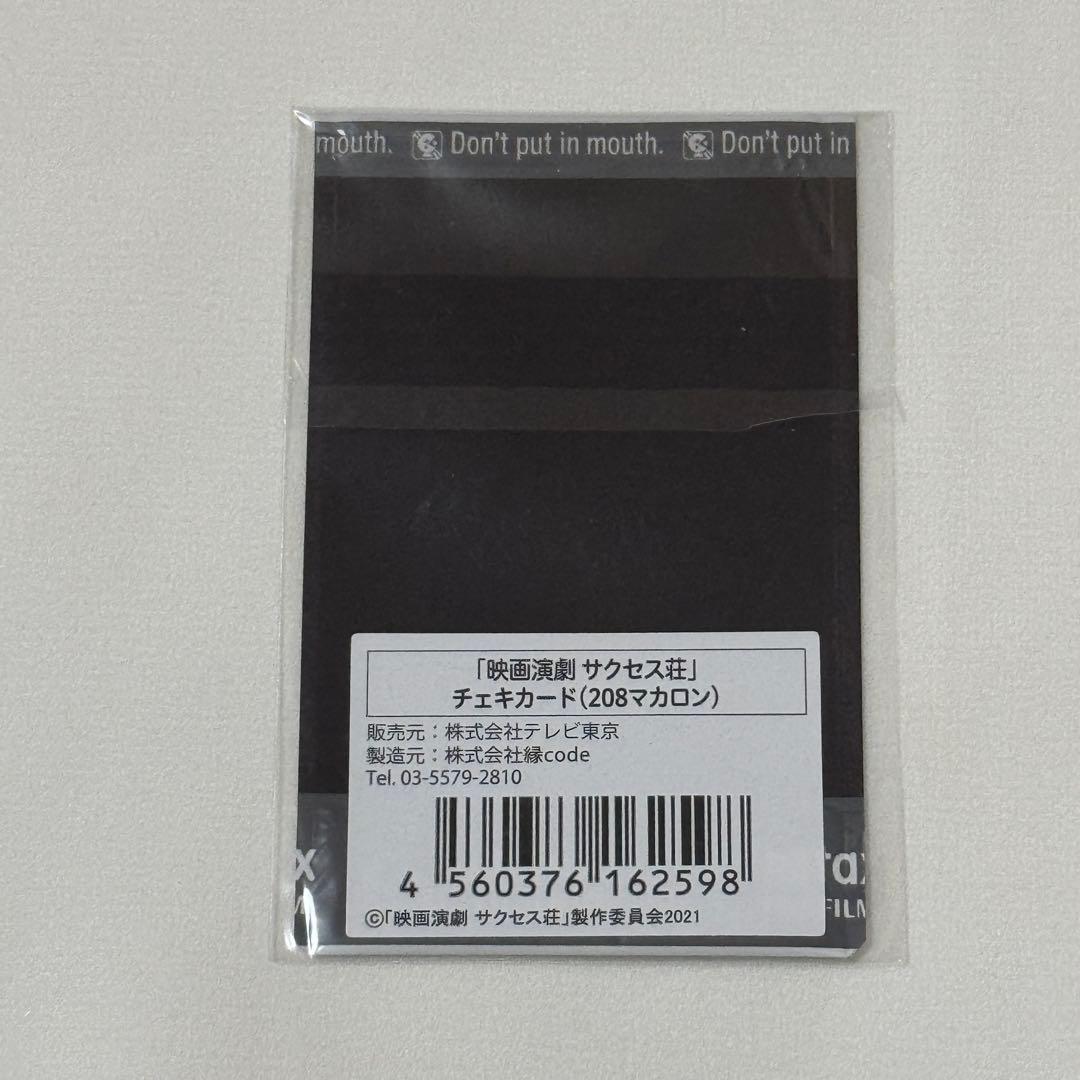 mouth. Don't put in mouth. Don't put in
「映画演劇 サクセス荘」
チェキカード(208マカロン)
販売元:株式会社テレビ東京
製造元:株式会社縁code
Tel. 03-5579-2810
4 560376 162598
©「映画演劇 サクセス荘」製作委員会2021